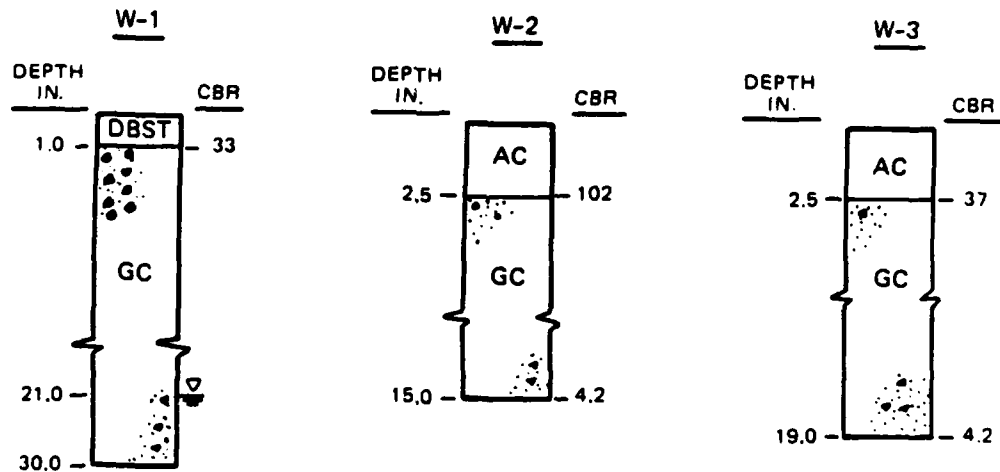 W-1
DEPTH
IN.
CBR
DBST
1.0
33
GC
21.0
30.0
W-2
DEPTH
IN.
CBR
AC
2.5
102
GC
15.0
4.2
W-3
DEPTH
IN.
CBR
AC
2.5
37
GC
19.0
4.2